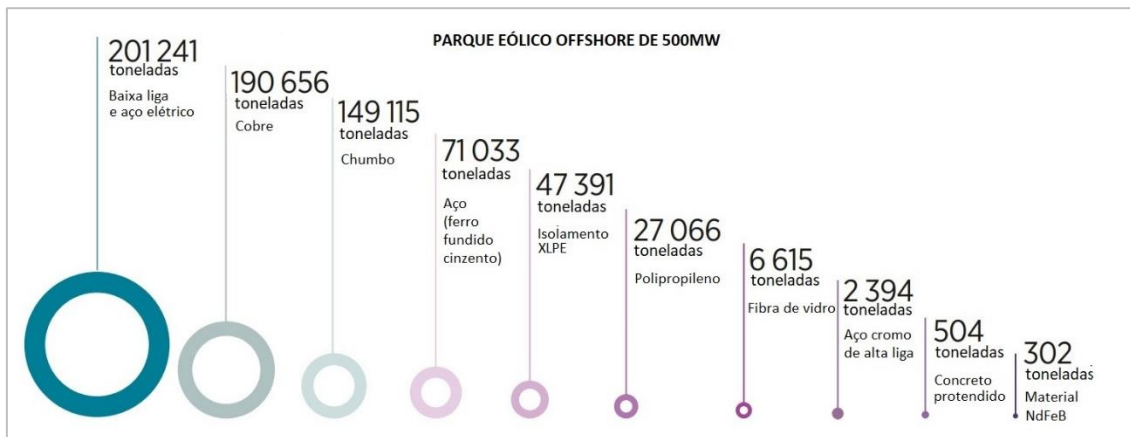 PARQUE EÓLICO OFFSHORE DE 500MW
201 241
toneladas
Baixa liga
e aço elétrico
190 656
toneladas
Cobre
149 115
toneladas
Chumbo
71 033
toneladas
Aço
(ferro
fundido
cinzento)
47 391
toneladas
Isolamento
XLPE
27 066
toneladas
Polipropileno
6 615
toneladas
Fibra de vidro
2 394
toneladas
Aço cromo
de alta liga
504
toneladas
Concreto
protendido
302
toneladas
Material
NdFeB